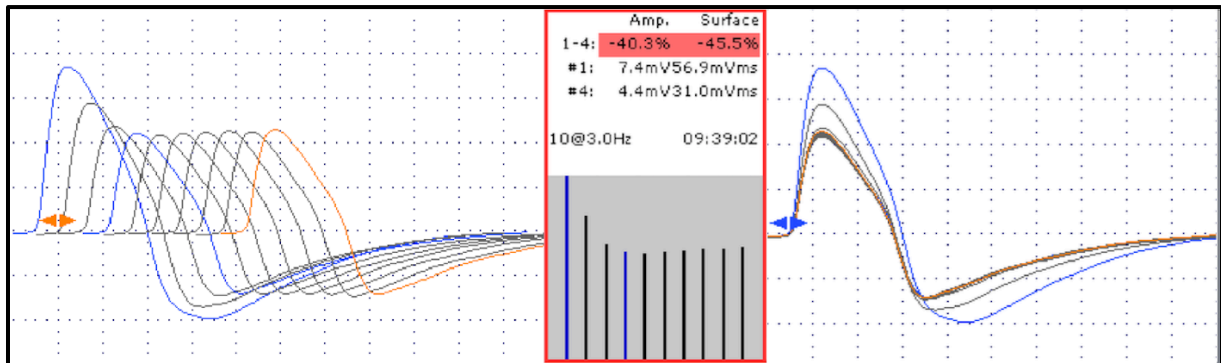 Amp. Surface
1-4: -40.3% -45.5%
#1: 7.4mV56.9mVms
#4: 4.4mV31.0mVms
10@3.0Hz 09:39:02